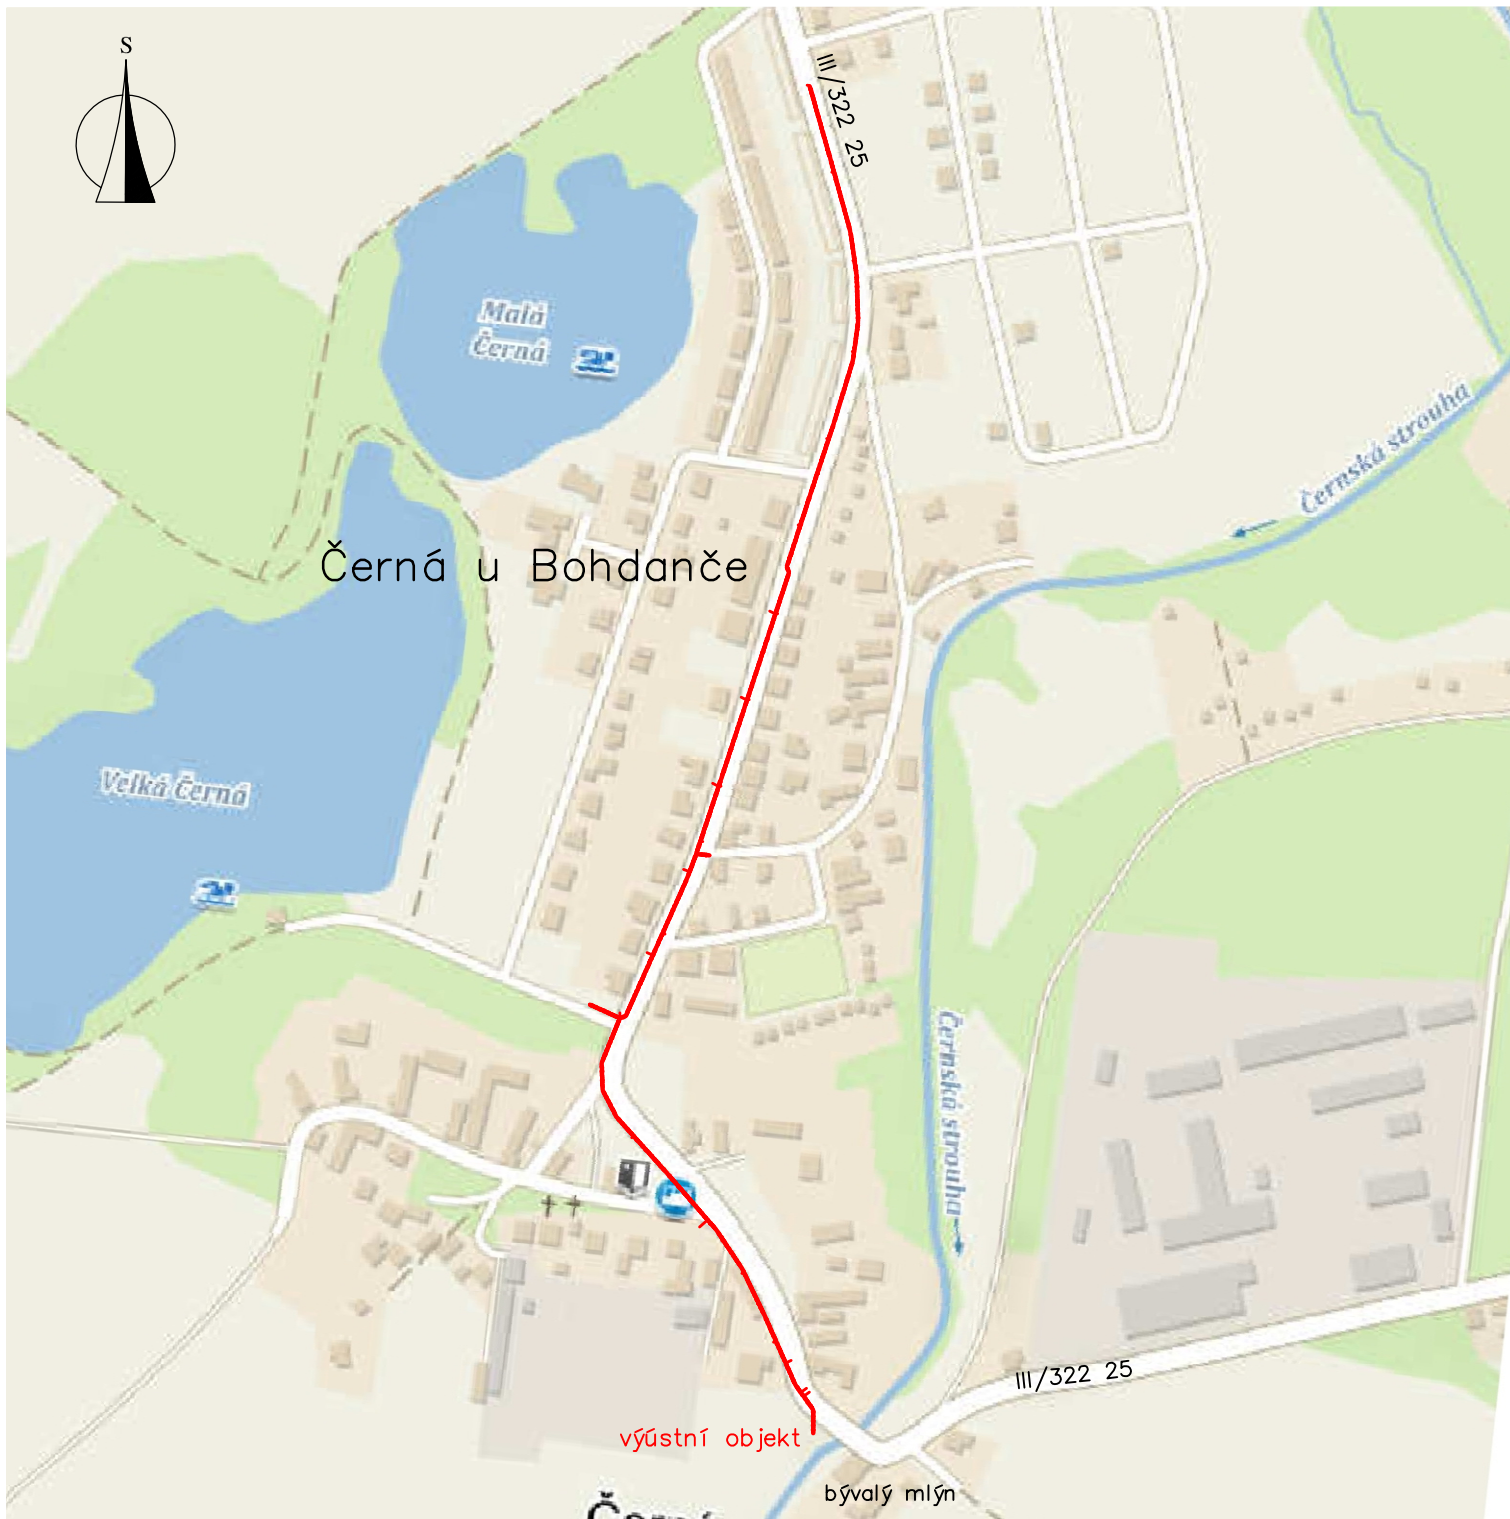 S
III/322 25
Malá
Černá
Černská strouha
Černá u Bohdanče
Velká Černá
Černská strouha
III/322 25
výústní objekt
bývalý mlýn